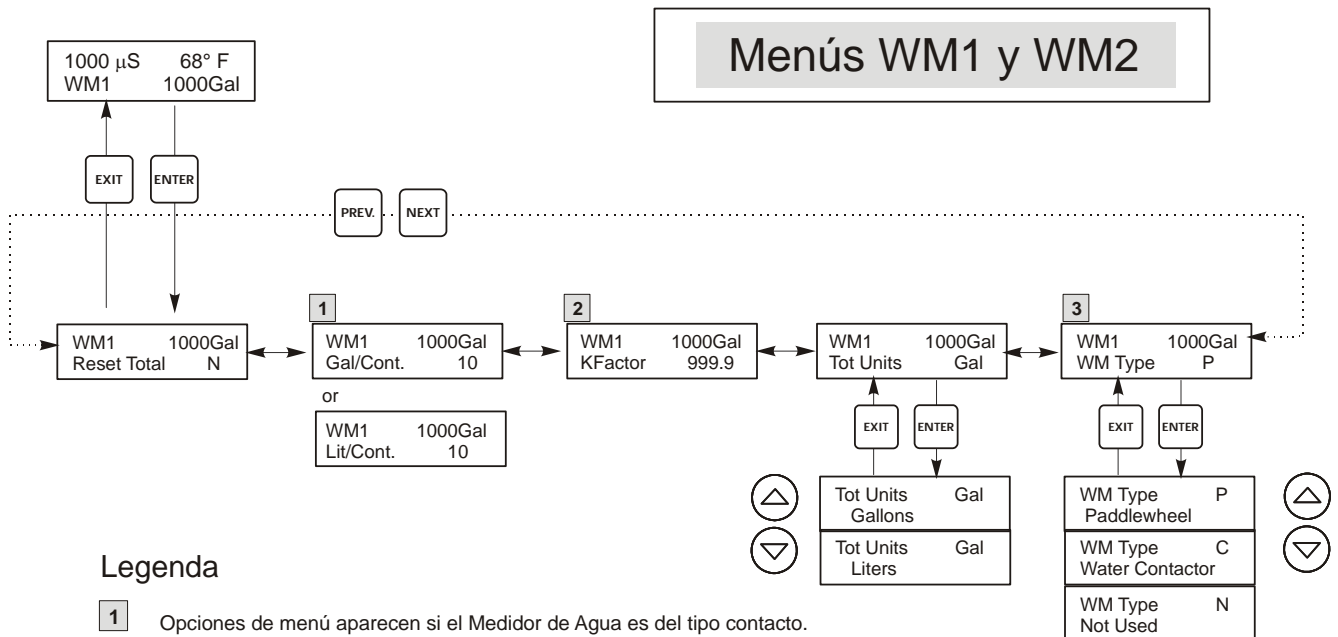 Menús WM1 y WM2
1000 μS 68° F
WM1 1000Gal
EXIT
ENTER
PREV.
NEXT
WM1 1000Gal
Reset Total N
1
WM1 1000Gal
Gal/Cont. 10
or
WM1 1000Gal
Lit/Cont. 10
2
WM1 1000Gal
KFactor 999.9
WM1 1000Gal
Tot Units Gal
EXIT
ENTER
Tot Units Gal
Gallons
Tot Units Gal
Liters
3
WM1 1000Gal
WM Type P
EXIT
ENTER
WM Type P
Paddlewheel
WM Type C
Water Contactor
WM Type N
Not Used
Legenda
1 Opciones de menú aparecen si el Medidor de Agua es del tipo contacto.